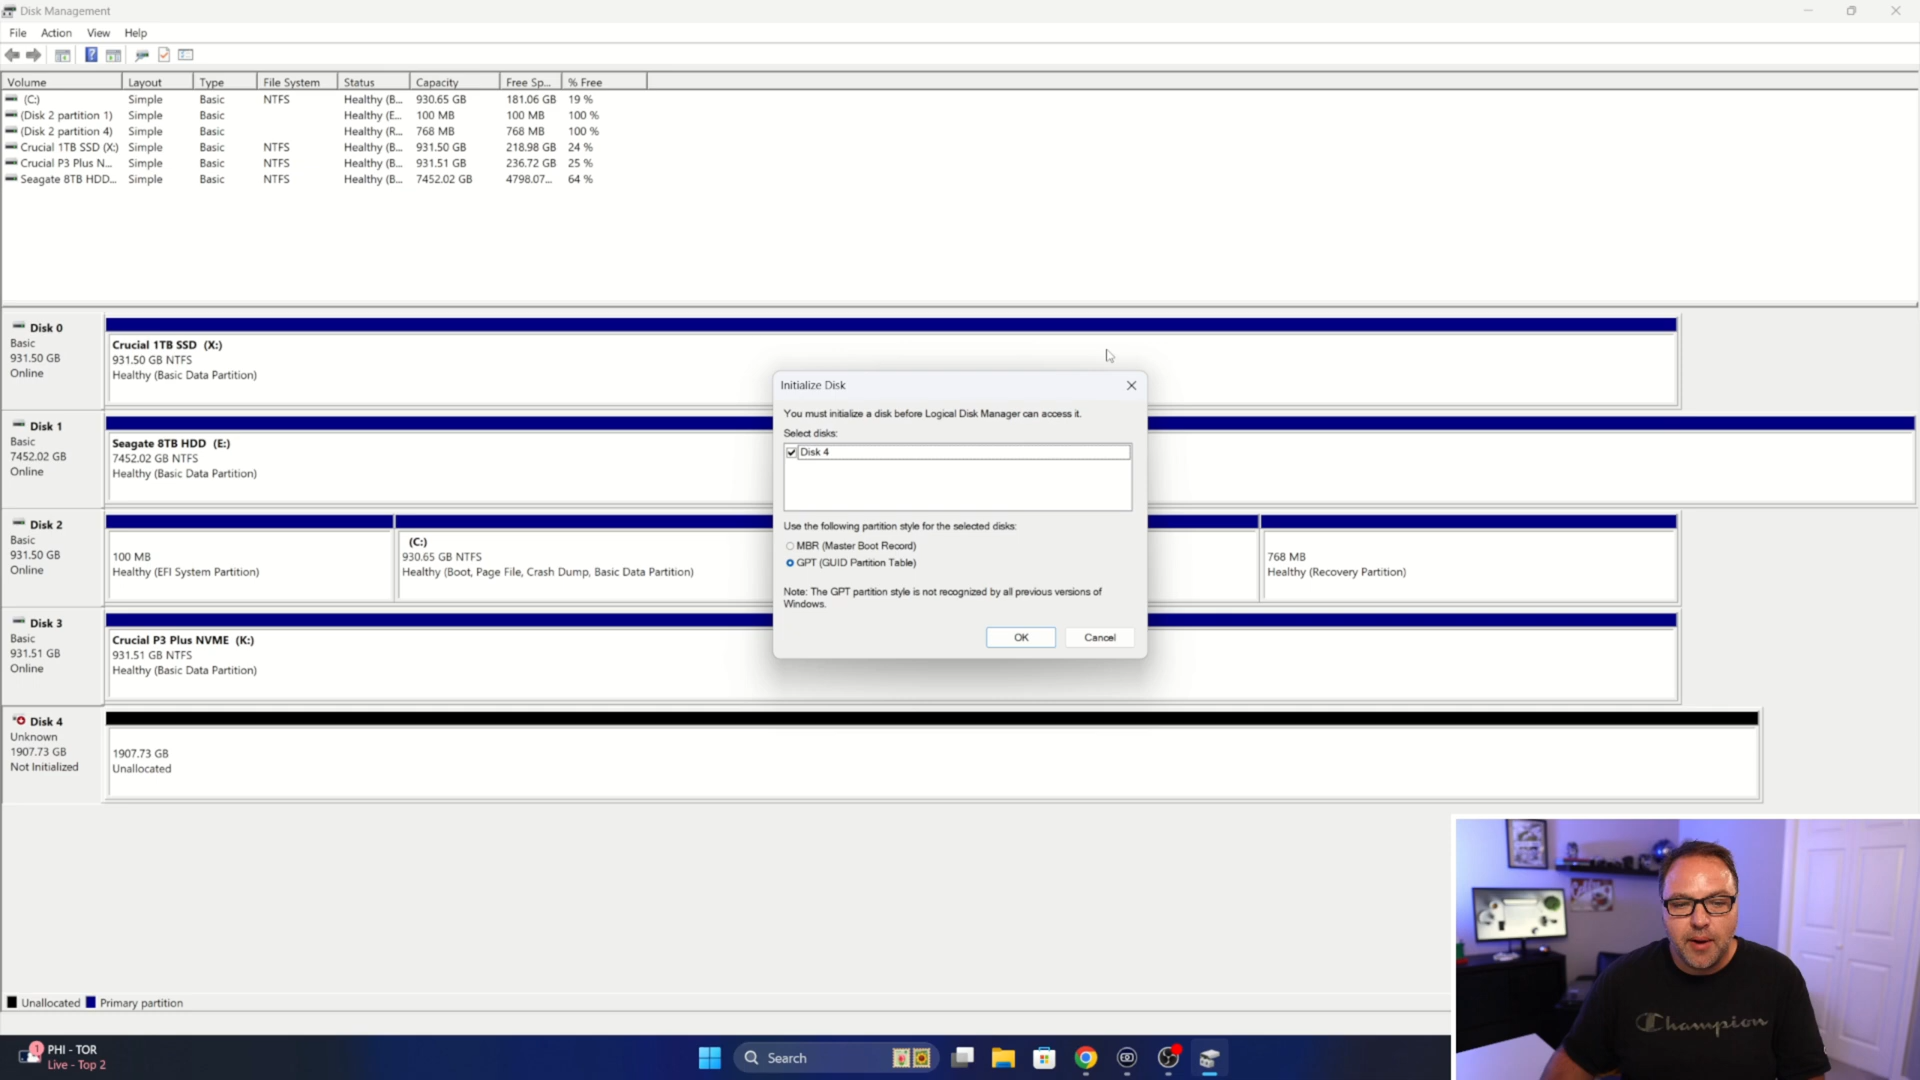 Disk Management
File Action View Help
Volume Layout Type File System Status Capacity Free Sp... % Free
(C:) Simple Basic NTFS Healthy (B... 930.65 GB 181.06 GB 19 %
(Disk 2 partition 1) Simple Basic Healthy (E... 100 MB 100 MB 100 %
(Disk 2 partition 4) Simple Basic Healthy (R... 768 MB 768 MB 100 %
Crucial 1TB SSD (X:) Simple Basic NTFS Healthy (B... 931.50 GB 218.98 GB 24 %
Crucial P3 Plus N... Simple Basic NTFS Healthy (B... 931.51 GB 236.72 GB 25 %
Seagate 8TB HDD... Simple Basic NTFS Healthy (B... 7452.02 GB 4798.07... 64 %
Disk 0
Basic
931.50 GB
Online
Crucial 1TB SSD (X:)
931.50 GB NTFS
Healthy (Basic Data Partition)
Disk 1
Basic
7452.02 GB
Online
Seagate 8TB HDD (E:)
7452.02 GB NTFS
Healthy (Basic Data Partition)
Disk 2
Basic
931.50 GB
Online
100 MB
Healthy (EFI System Partition)
(C:)
930.65 GB NTFS
Healthy (Boot, Page File, Crash Dump, Basic Data Partition)
768 MB
Healthy (Recovery Partition)
Disk 3
Basic
931.51 GB
Online
Crucial P3 Plus NVME (K:)
931.51 GB NTFS
Healthy (Basic Data Partition)
Disk 4
Unknown
1907.73 GB
Not Initialized
1907.73 GB
Unallocated
Initialize Disk
You must initialize a disk before Logical Disk Manager can access it.
Select disks:
Disk 4
Use the following partition style for the selected disks:
MBR (Master Boot Record)
GPT (GUID Partition Table)
Note: The GPT partition style is not recognized by all previous versions of
Windows.
OK Cancel
Unallocated Primary partition
1
PHI - TOR
Live - Top 2
Search
Champion